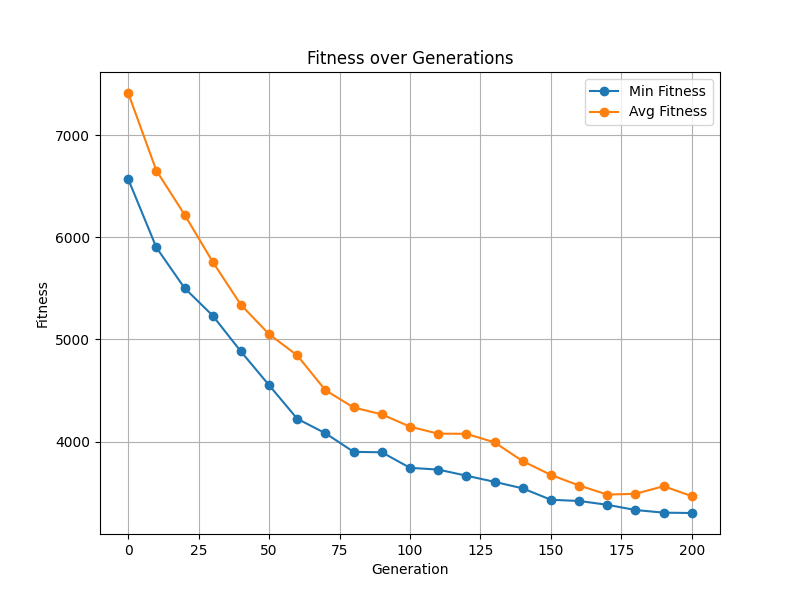 Fitness over Generations
Min Fitness
Avg Fitness
7000
6000
5000
4000
Fitness
0 25 50 75 100 125 150 175 200
Generation